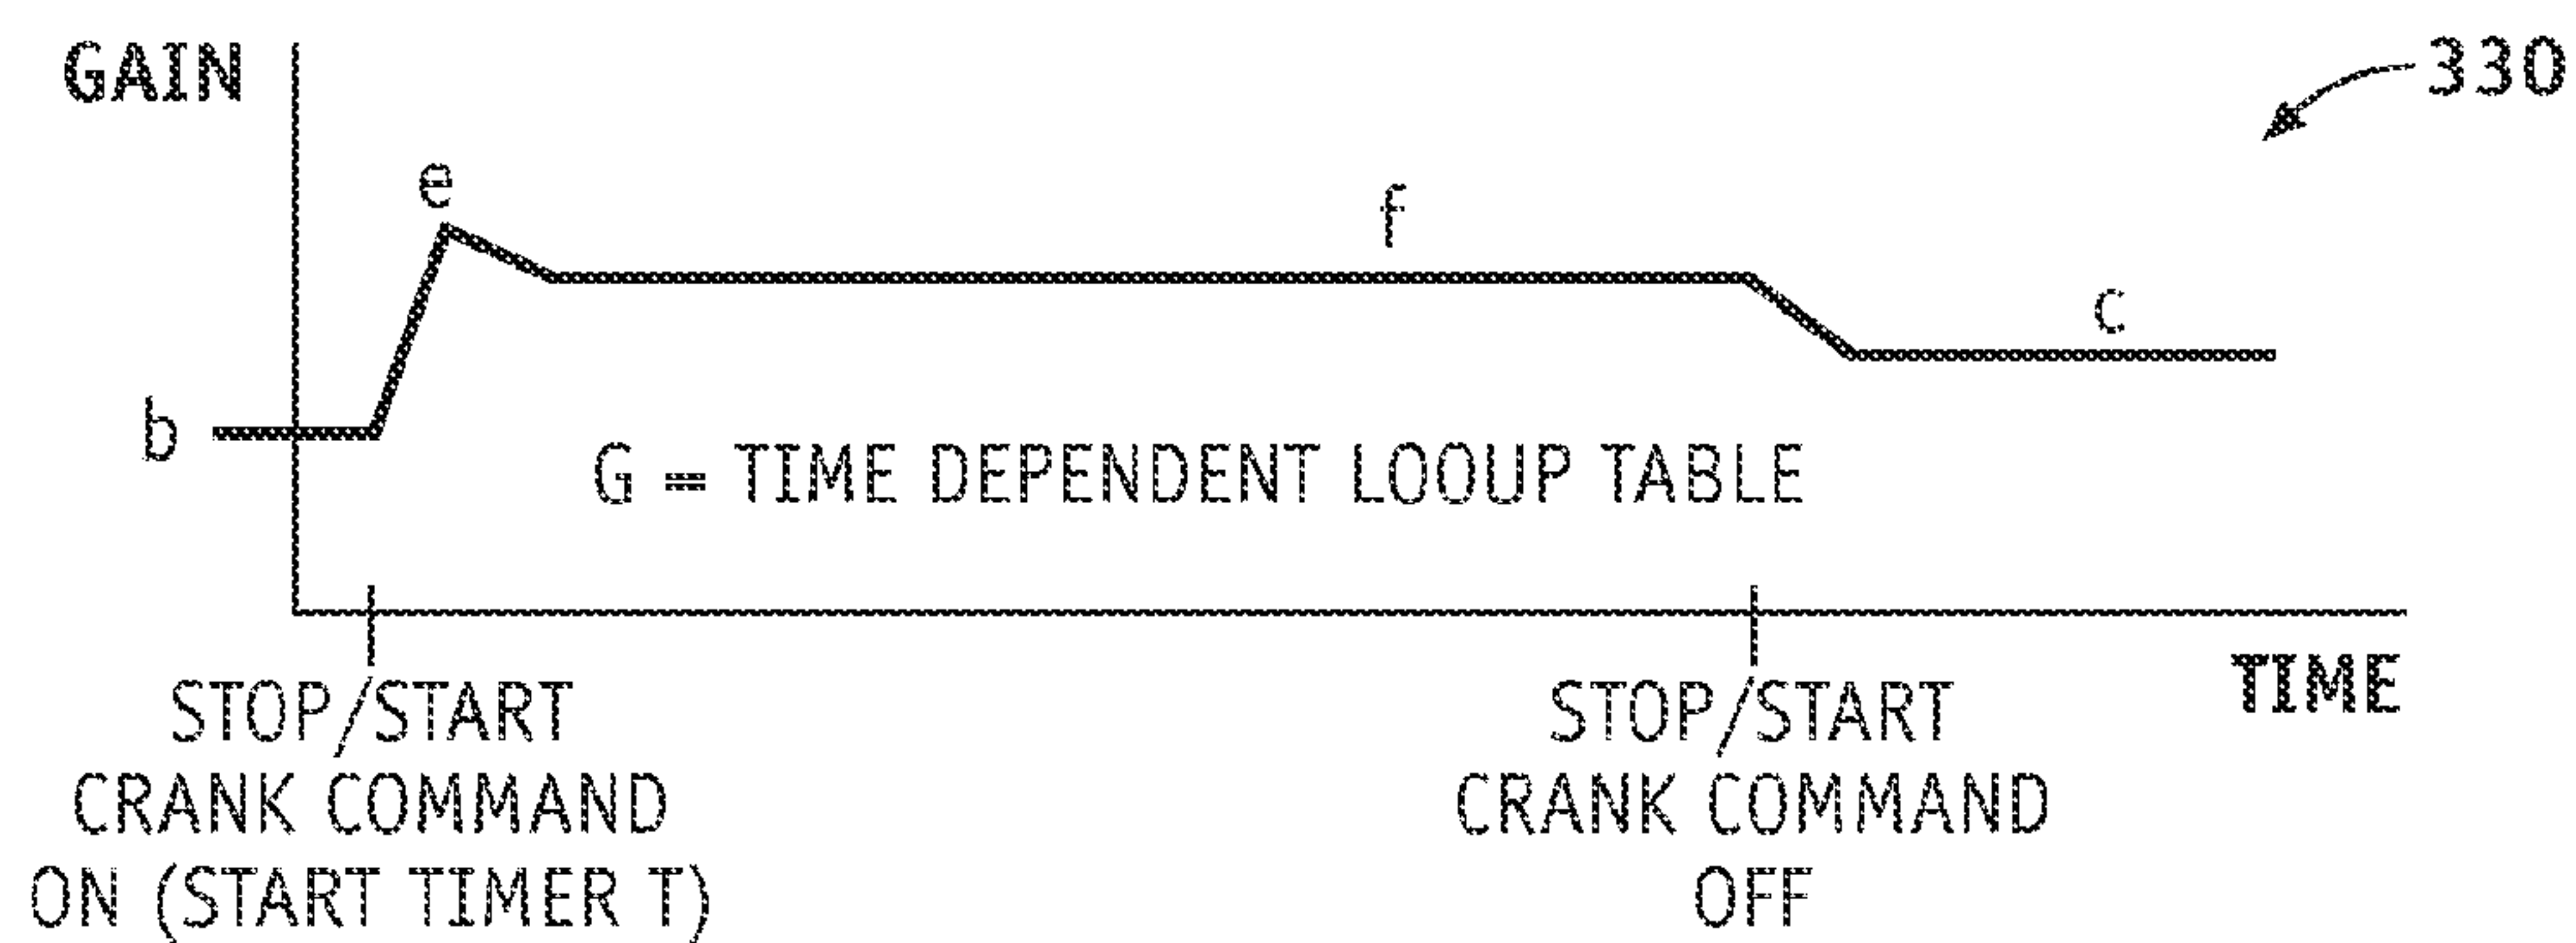 GAIN
330
e
f
c
b
G = TIME DEPENDENT LOOUP TABLE
TIME
STOP/START
CRANK COMMAND
ON (START TIMER T)
STOP/START
CRANK COMMAND
OFF